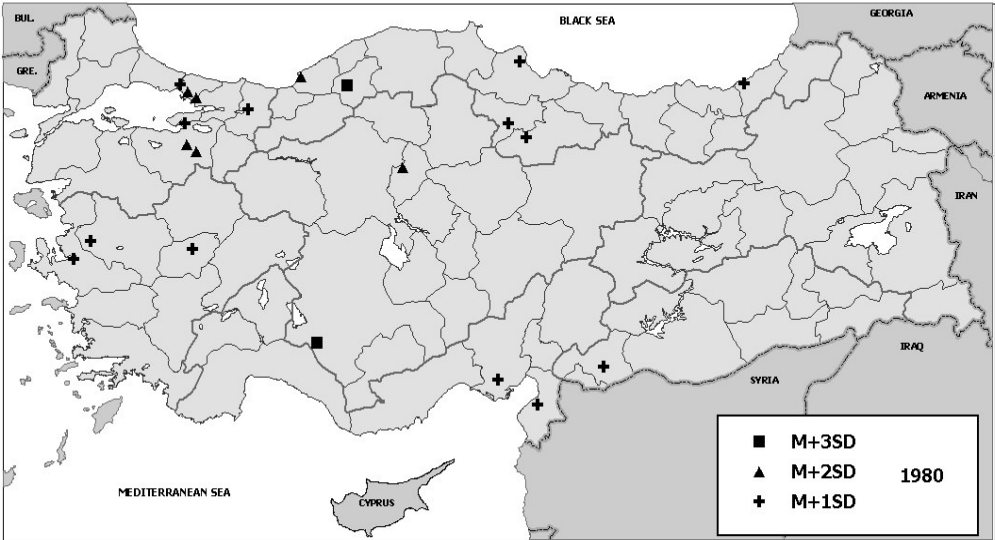 BUL.
BLACK SEA
GEORGIA
GRE.
ARMENIA
IRAN
IRAQ
SYRIA
MEDITERRANEAN SEA
CYPRUS
M+3SD
M+2SD
1980
M+1SD